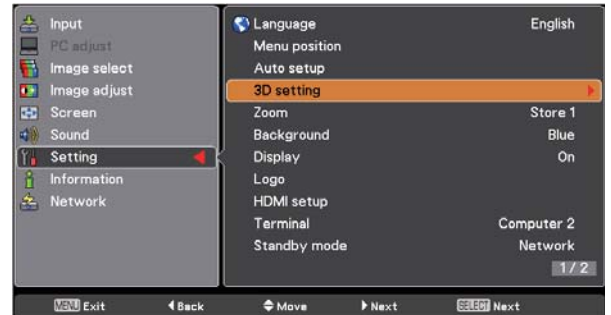 Input
PC adjust
Image select
Image adjust
Screen
Sound
Setting
Information
Network
Language English
Menu position
Auto setup
3D setting
Zoom Store 1
Background Blue
Display On
Logo
HDMI setup
Terminal Computer 2
Standby mode Network
1 / 2
MENU Exit Back Move Next SELECT Next